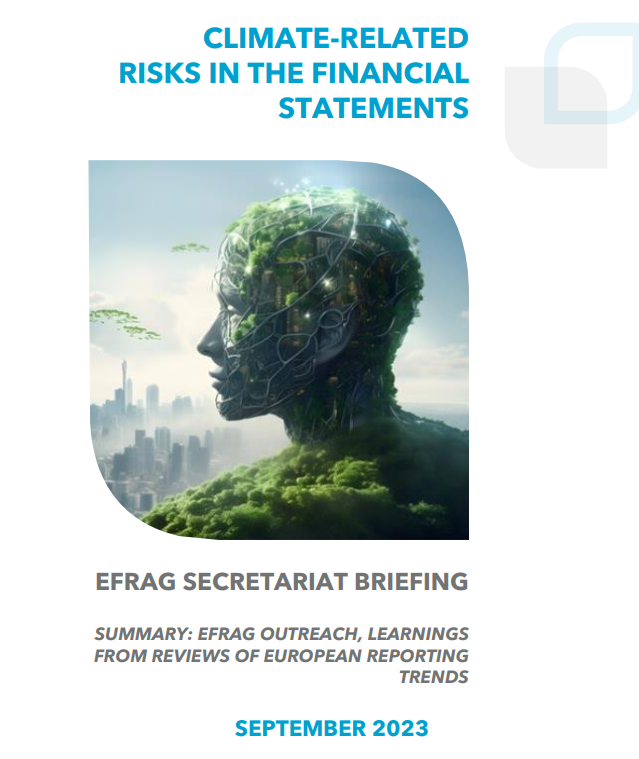 CLIMATE-RELATED
RISKS IN THE FINANCIAL
STATEMENTS
EFRAG SECRETARIAT BRIEFING
SUMMARY: EFRAG OUTREACH, LEARNINGS
FROM REVIEWS OF EUROPEAN REPORTING
TRENDS
SEPTEMBER 2023